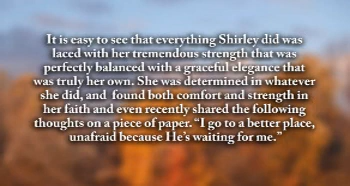 It is easy to see that everything Shirley did was
laced with her tremendous strength that was
perfectly balanced with a graceful elegance that
was truly her own. She was determined in whatever
she did, and  found both comfort and strength in
her faith and even recently shared the following
thoughts on a piece of paper. “I go to a better place,
unafraid because He’s waiting for me.”